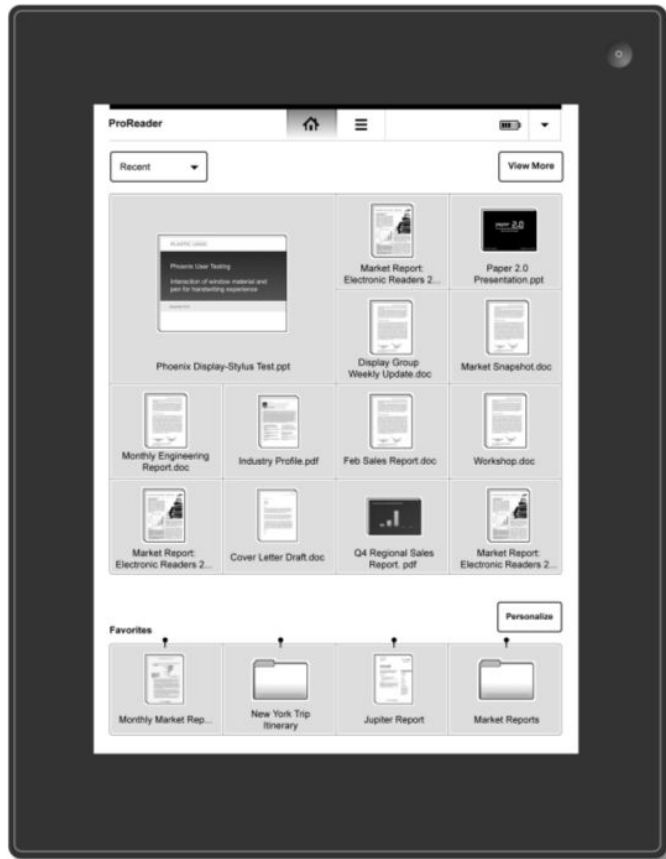 ProReader
Recent
View More
PLASTIC LOGIC
Phoenix User Testing
Interaction of window material and
pen for handwriting experience
Phoenix Display-Stylus Test.ppt
Market Report:
Electronic Readers 2...
paper 2.0
Paper 2.0
Presentation.ppt
Display Group
Weekly Update.doc
Market Snapshot.doc
Monthly Engineering
Report.doc
Industry Profile.pdf
Feb Sales Report.doc
Workshop.doc
Market Report:
Electronic Readers 2...
Cover Letter Draft.doc
Q4 Regional Sales
Report. pdf
Market Report:
Electronic Readers 2...
Favorites
Personalize
Monthly Market Rep...
New York Trip
Itinerary
Jupiter Report
Market Reports